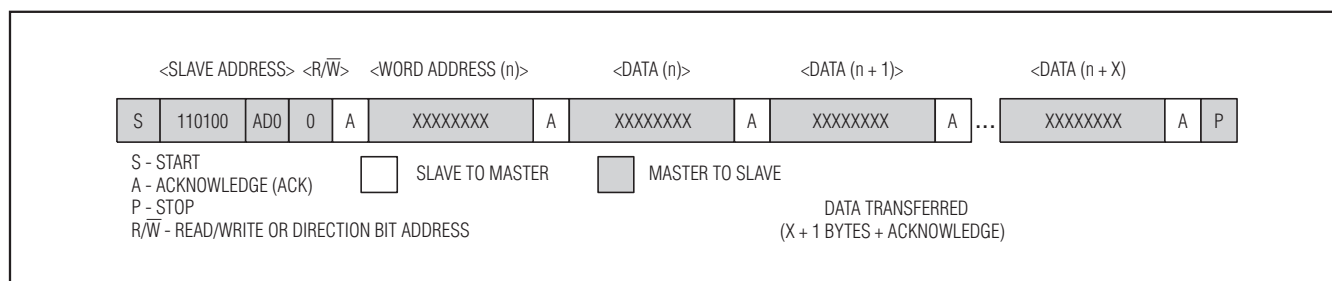 <SLAVE ADDRESS> <R/W̅> <WORD ADDRESS (n)> <DATA (n)> <DATA (n + 1)> <DATA (n + X)
S 110100 AD0 0 A XXXXXXXX A XXXXXXXX A XXXXXXXX A ... XXXXXXXX A P
S - START
A - ACKNOWLEDGE (ACK)
P - STOP
R/W̅ - READ/WRITE OR DIRECTION BIT ADDRESS
SLAVE TO MASTER
MASTER TO SLAVE
DATA TRANSFERRED
(X + 1 BYTES + ACKNOWLEDGE)